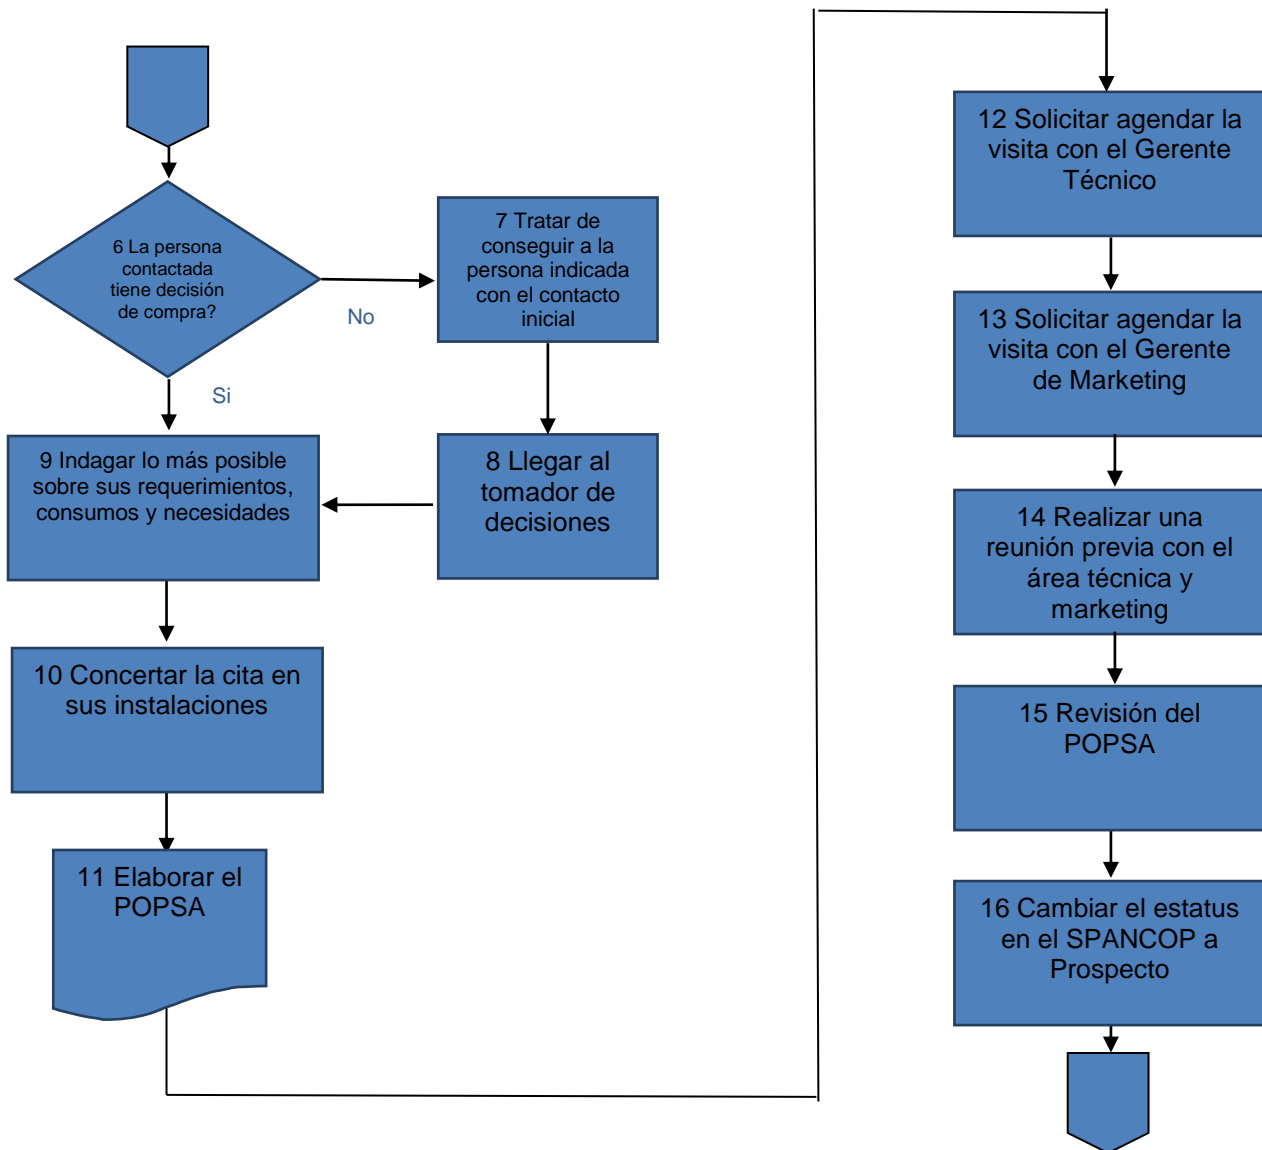 6 La persona
contactada
tiene decisión
de compra?
No
Si
7 Tratar de
conseguir a la
persona indicada
con el contacto
inicial
8 Llegar al
tomador de
decisiones
9 Indagar lo más posible
sobre sus requerimientos,
consumos y necesidades
10 Concertar la cita en
sus instalaciones
11 Elaborar el
POPSA
12 Solicitar agendar la
visita con el Gerente
Técnico
13 Solicitar agendar la
visita con el Gerente
de Marketing
14 Realizar una
reunión previa con el
área técnica y
marketing
15 Revisión del
POPSA
16 Cambiar el estatus
en el SPANCOP a
Prospecto